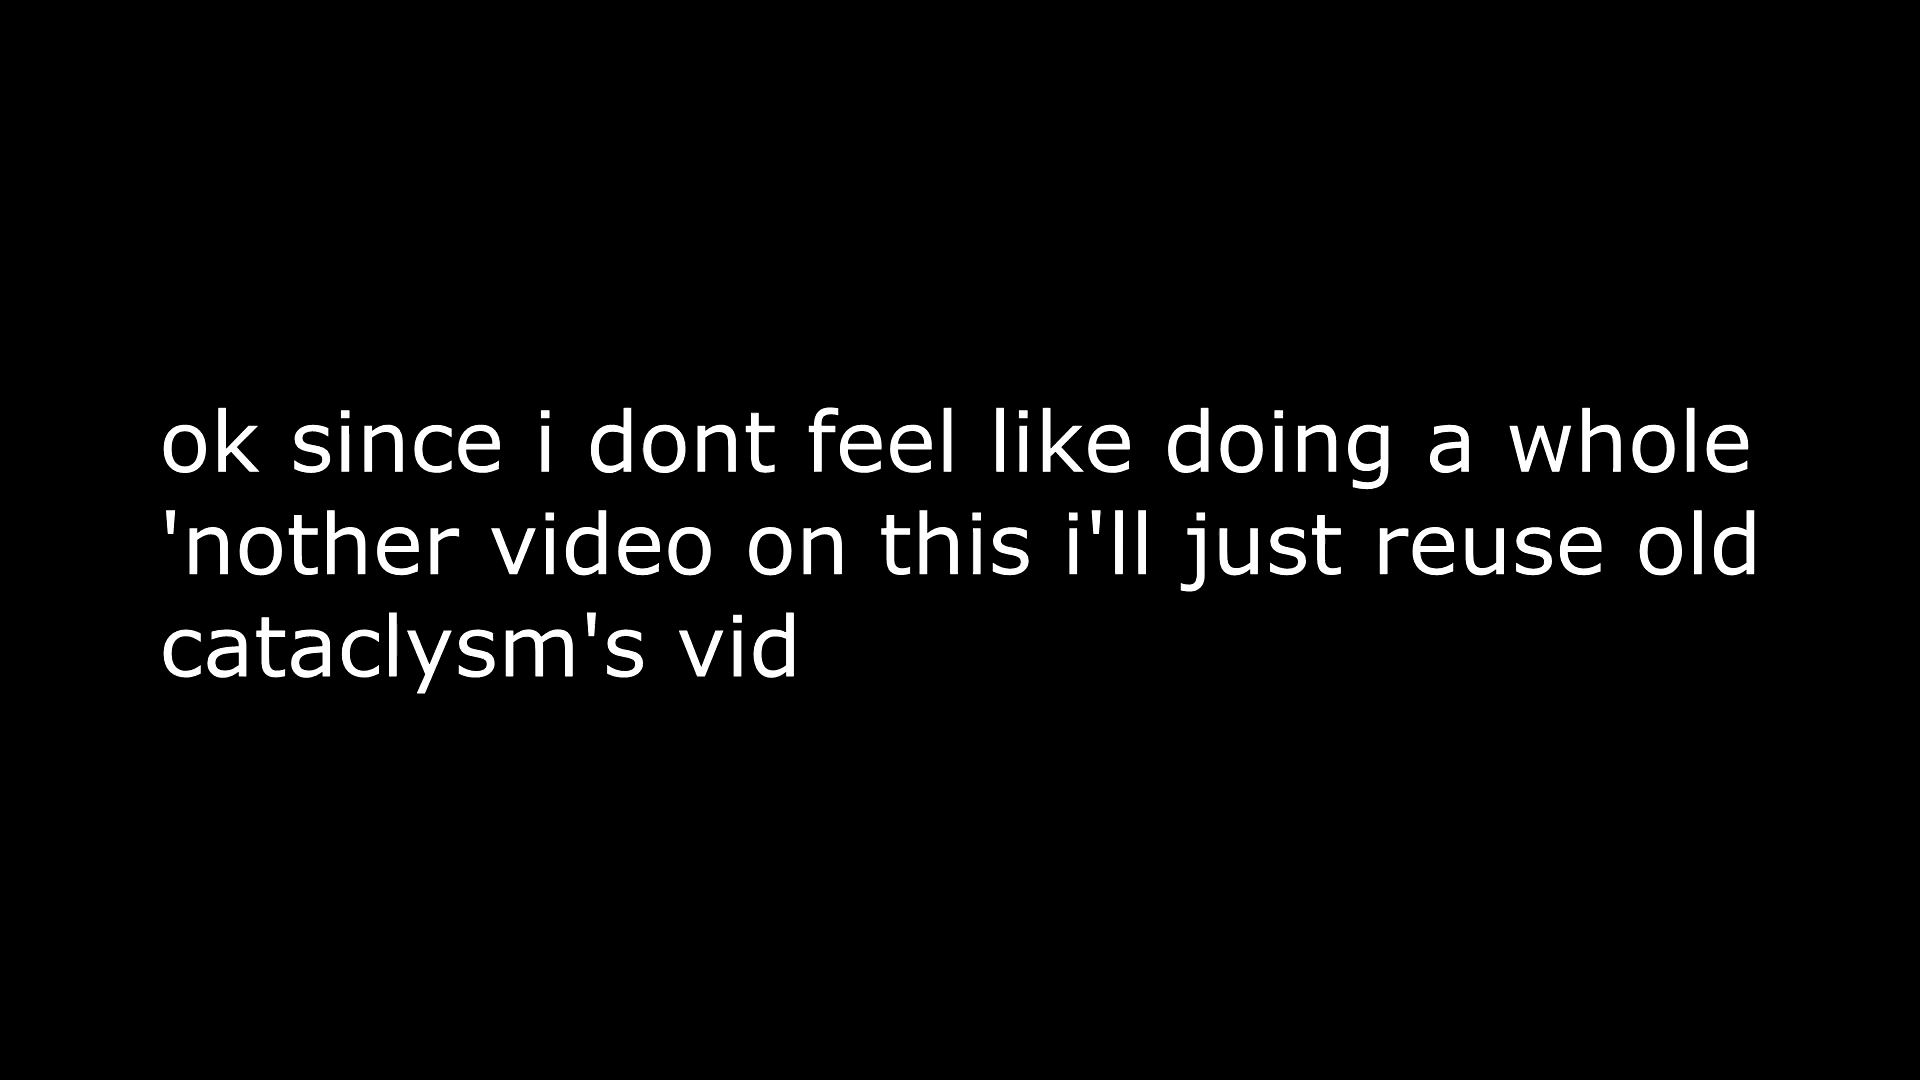 ok since i dont feel like doing a whole
'nother video on this i'll just reuse old
cataclysm's vid